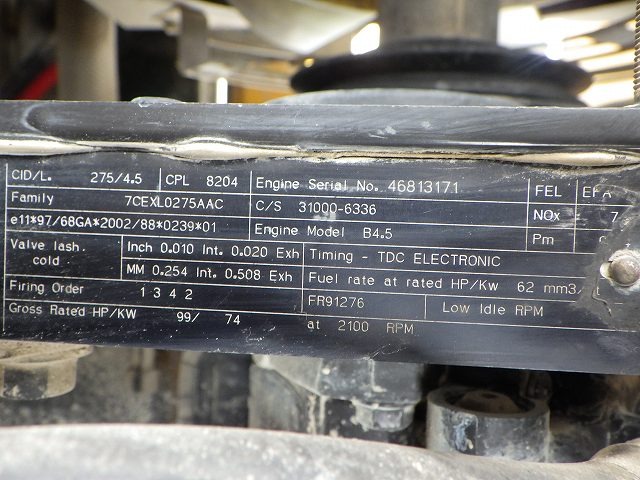 CID/L. 275/4.5 CPL 8204 Engine Serial No. 46813171 FEL
Family 7CEXL0275AAC C/S 31000-6336 NOx 7
e11*97/68GA*2002/88*0239*01 Engine Model B4.5 Pm
Valve lash. Inch 0.010 Int. 0.020 Exh Timing - TDC ELECTRONIC
cold MM 0.254 Int. 0.508 Exh Fuel rate at rated HP/Kw 62 mm3/
Firing Order 1 3 4 2 FR91276 Low Idle RPM
Gross Rated HP/KW 99/ 74 at 2100 RPM